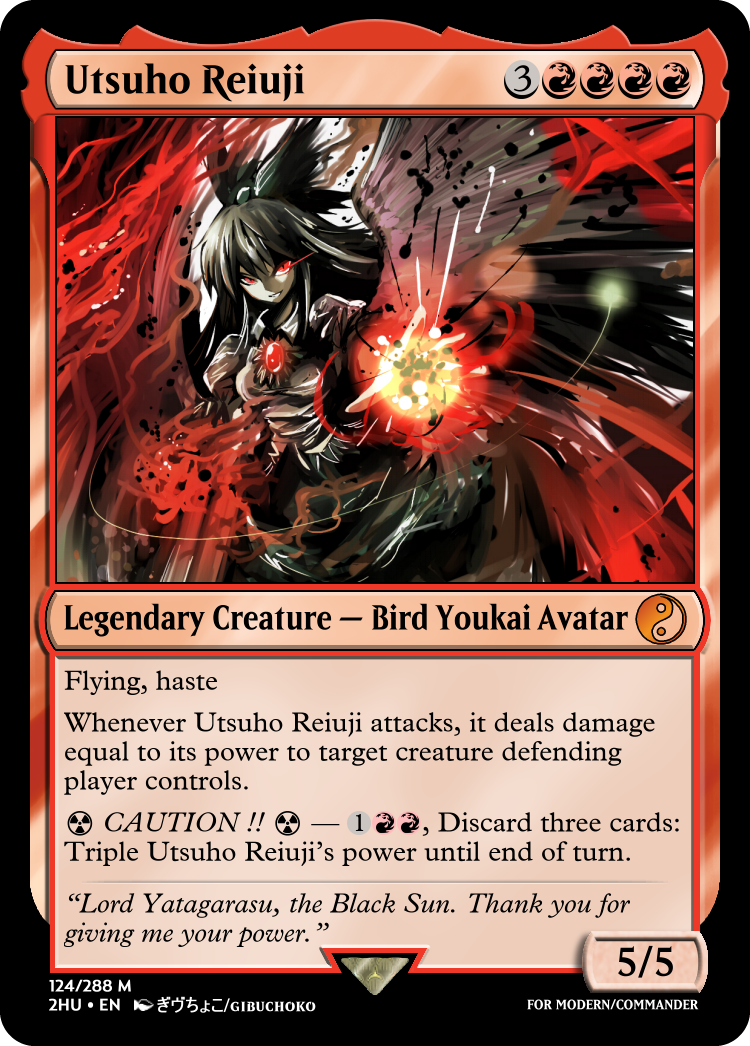 Utsuho Reiuji 3
Legendary Creature — Bird Youkai Avatar
Flying, haste
Whenever Utsuho Reiuji attacks, it deals damage
equal to its power to target creature defending
player controls.
☢ CAUTION !! ☢ — 1, Discard three cards:
Triple Utsuho Reiuji's power until end of turn.
“Lord Yatagarasu, the Black Sun. Thank you for
giving me your power.”
5/5
124/288 M
2HU • EN ぎヴちょこ/GIBUCHOKO
FOR MODERN/COMMANDER